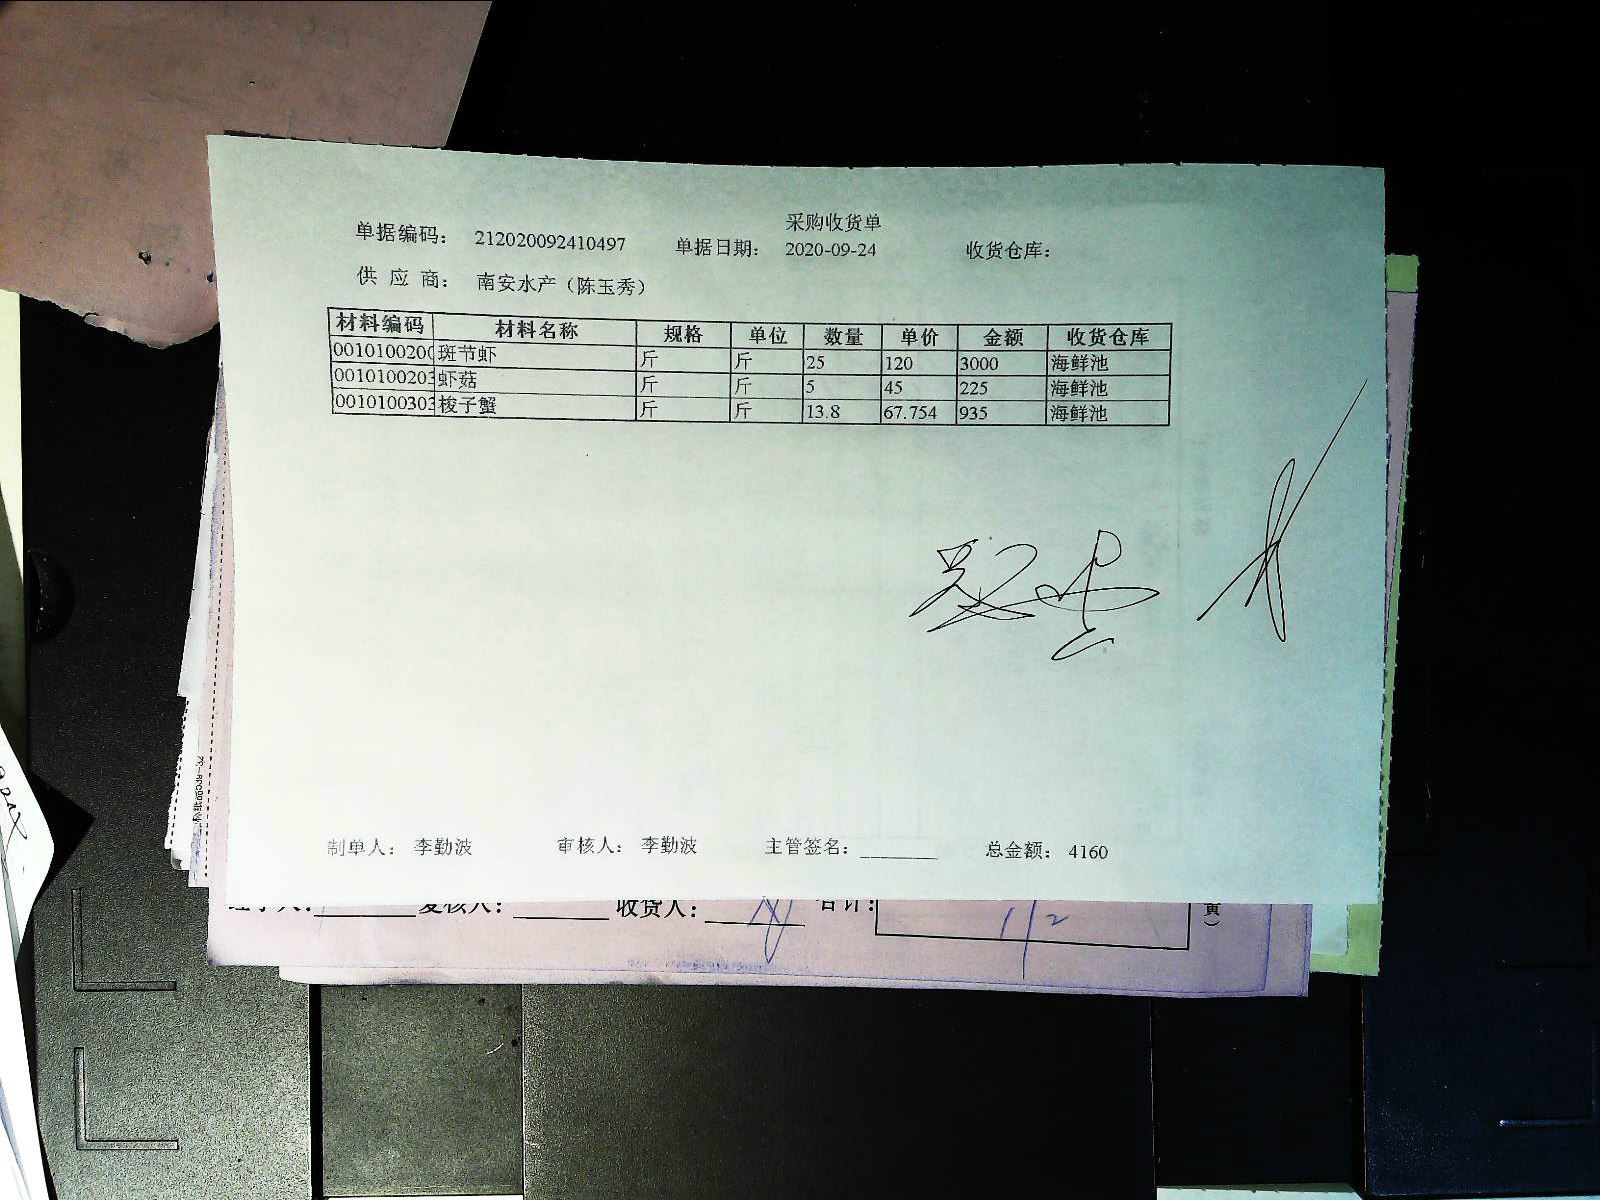 采购收货单
单据编码: 212020092410497 单据日期: 2020-09-24 收货仓库:
供 应 商: 南安水产（陈玉秀）
材料编码 材料名称 规格 单位 数量 单价 金额 收货仓库
0010100200 斑节虾 斤 斤 25 120 3000 海鲜池
0010100203 虾菇 斤 斤 5 45 225 海鲜池
0010100303 梭子蟹 斤 斤 13.8 67.754 935 海鲜池
制单人: 李勤波 审核人: 李勤波 主管签名: 总金额: 4160
复核人: 收货人: 合计: